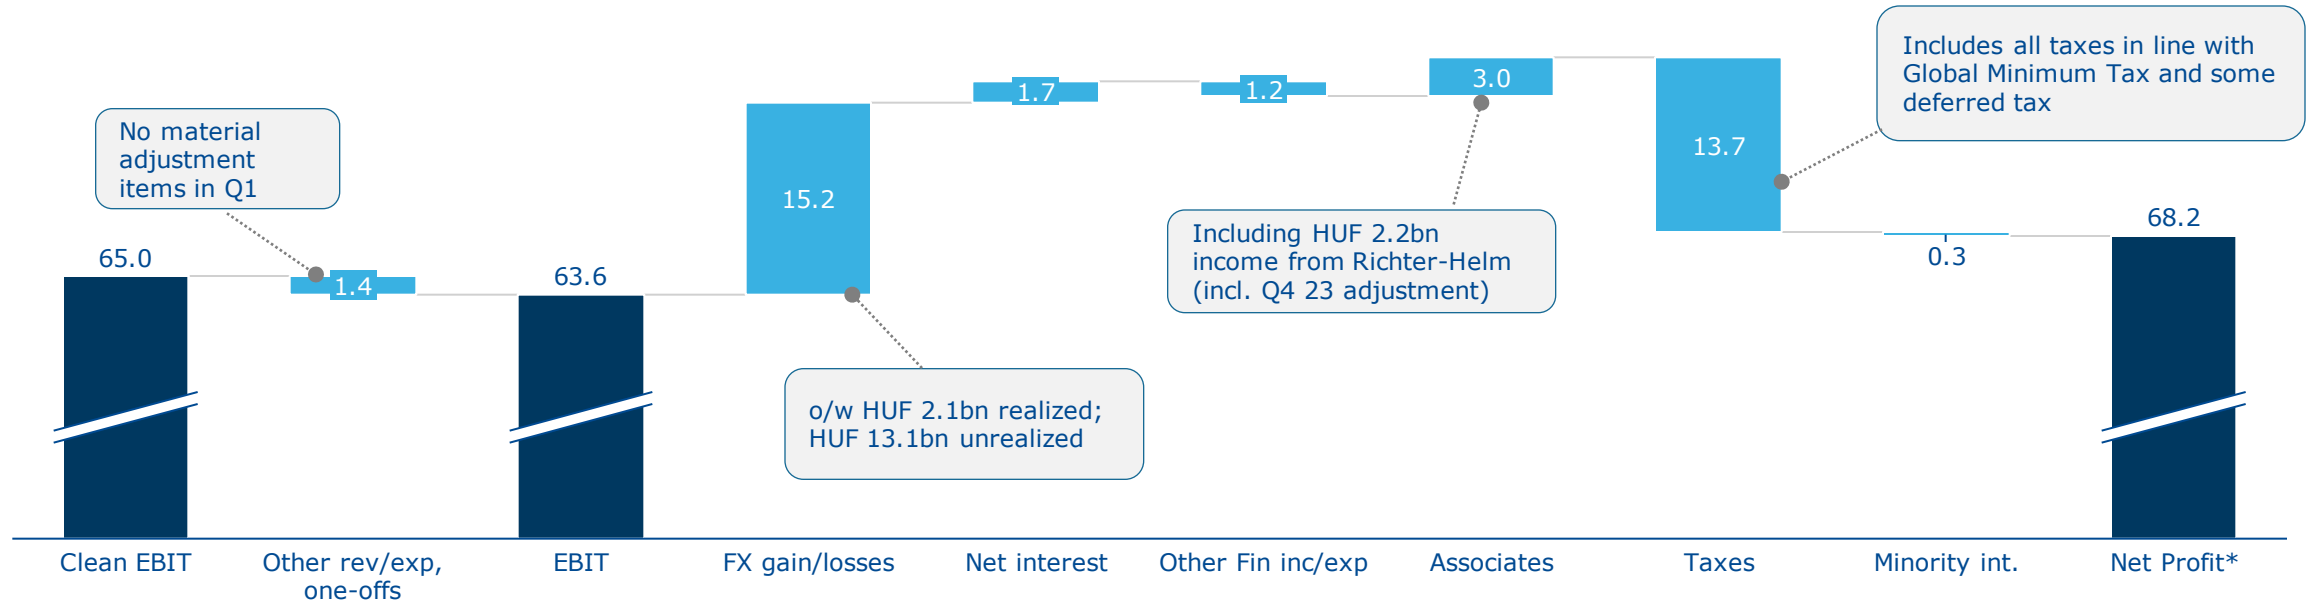 Includes all taxes in line with
Global Minimum Tax and some
deferred tax
No material
adjustment
items in Q1
1.7
1.2
3.0
13.7
15.2
68.2
Including HUF 2.2bn
income from Richter-Helm
(incl. Q4 23 adjustment)
65.0
1.4
63.6
0.3
o/w HUF 2.1bn realized;
HUF 13.1bn unrealized
Clean EBIT
Other rev/exp,
one-offs
EBIT
FX gain/losses
Net interest
Other Fin inc/exp
Associates
Taxes
Minority int.
Net Profit*